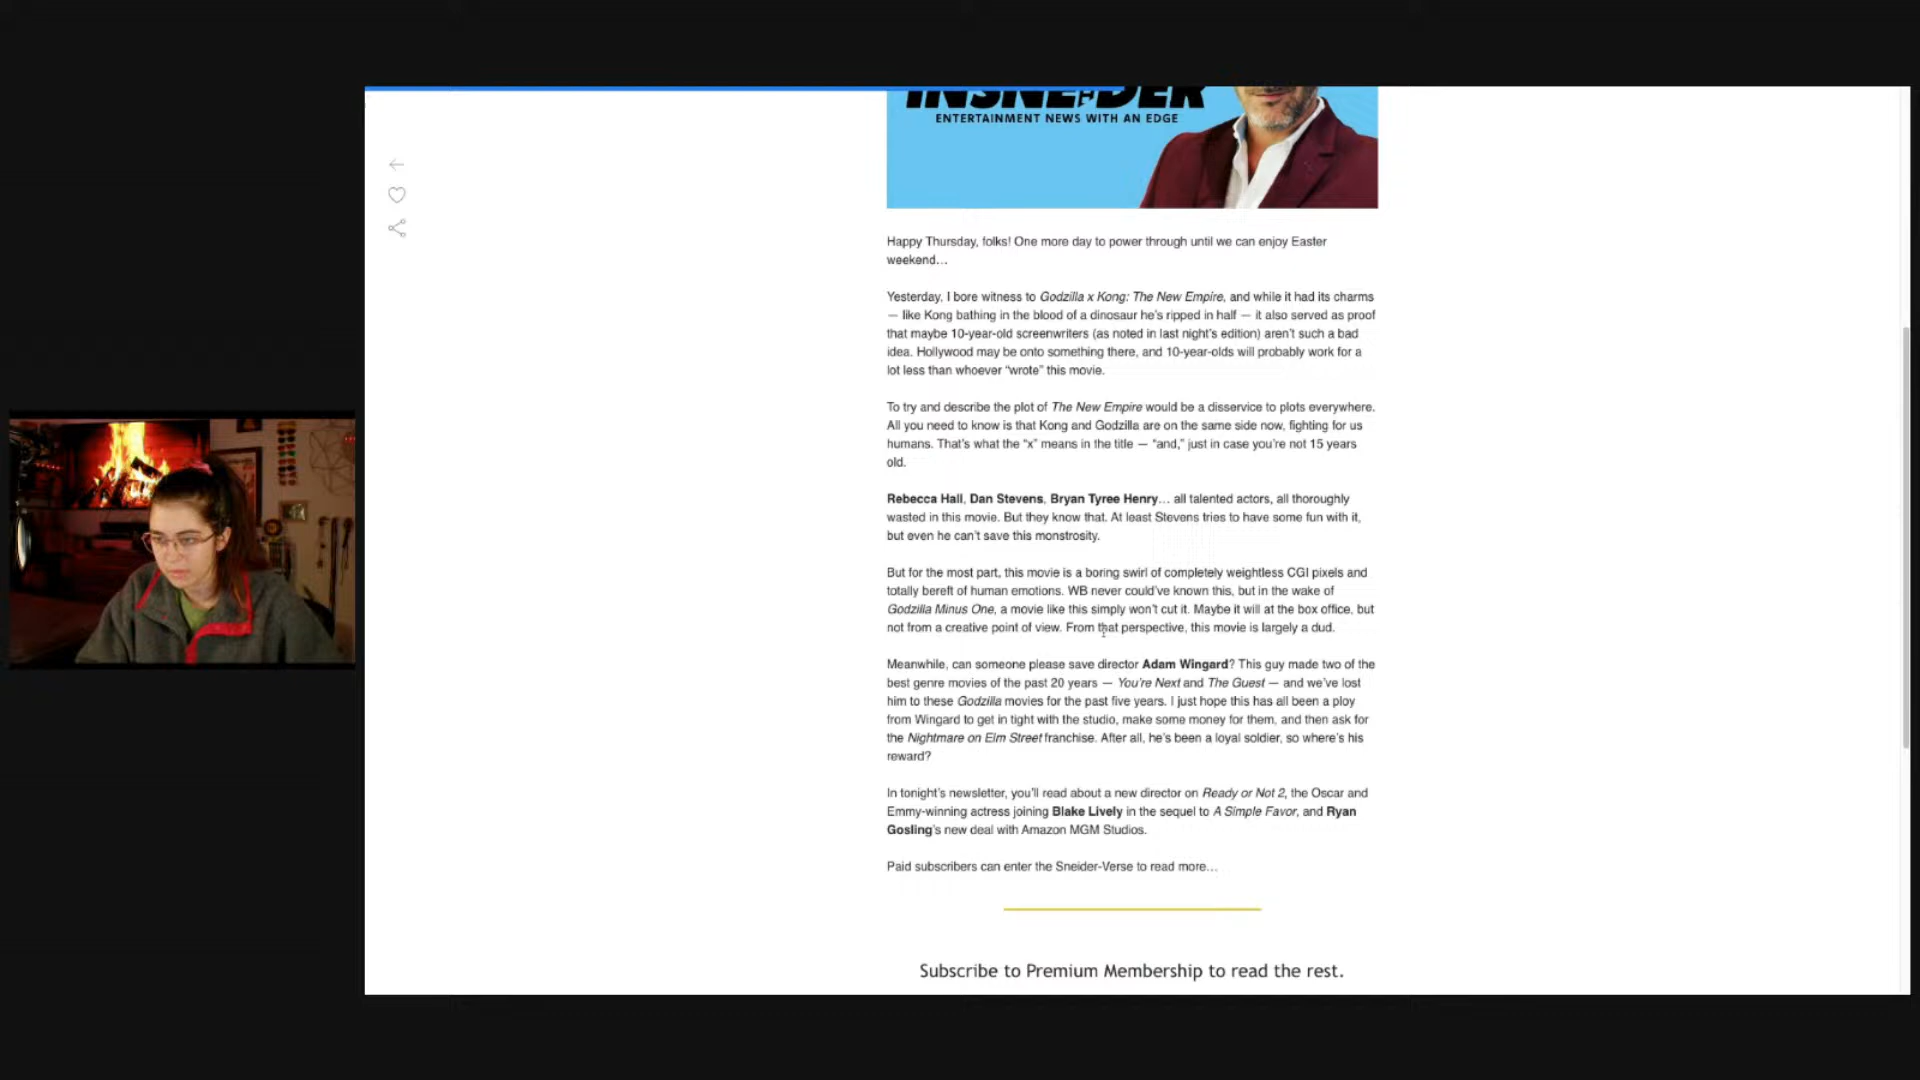 INSNEIDER
ENTERTAINMENT NEWS WITH AN EDGE
Happy Thursday, folks! One more day to power through until we can enjoy Easter
weekend…
Yesterday, I bore witness to Godzilla x Kong: The New Empire, and while it had its charms
— like Kong bathing in the blood of a dinosaur he's ripped in half — it also served as proof
that maybe 10-year-old screenwriters (as noted in last night's edition) aren't such a bad
idea. Hollywood may be onto something there, and 10-year-olds will probably work for a
lot less than whoever “wrote” this movie.
To try and describe the plot of The New Empire would be a disservice to plots everywhere.
All you need to know is that Kong and Godzilla are on the same side now, fighting for us
humans. That's what the “x” means in the title — “and,” just in case you're not 15 years
old.
Rebecca Hall, Dan Stevens, Bryan Tyree Henry… all talented actors, all thoroughly
wasted in this movie. But they know that. At least Stevens tries to have some fun with it,
but even he can't save this monstrosity.
But for the most part, this movie is a boring swirl of completely weightless CGI pixels and
totally bereft of human emotions. WB never could've known this, but in the wake of
Godzilla Minus One, a movie like this simply won't cut it. Maybe it will at the box office, but
not from a creative point of view. From that perspective, this movie is largely a dud.
Meanwhile, can someone please save director Adam Wingard? This guy made two of the
best genre movies of the past 20 years — You're Next and The Guest — and we've lost
him to these Godzilla movies for the past five years. I just hope this has all been a ploy
from Wingard to get in tight with the studio, make some money for them, and then ask for
the Nightmare on Elm Street franchise. After all, he's been a loyal soldier, so where's his
reward?
In tonight's newsletter, you'll read about a new director on Ready or Not 2, the Oscar and
Emmy-winning actress joining Blake Lively in the sequel to A Simple Favor, and Ryan
Gosling's new deal with Amazon MGM Studios.
Paid subscribers can enter the Sneider-Verse to read more…
Subscribe to Premium Membership to read the rest.